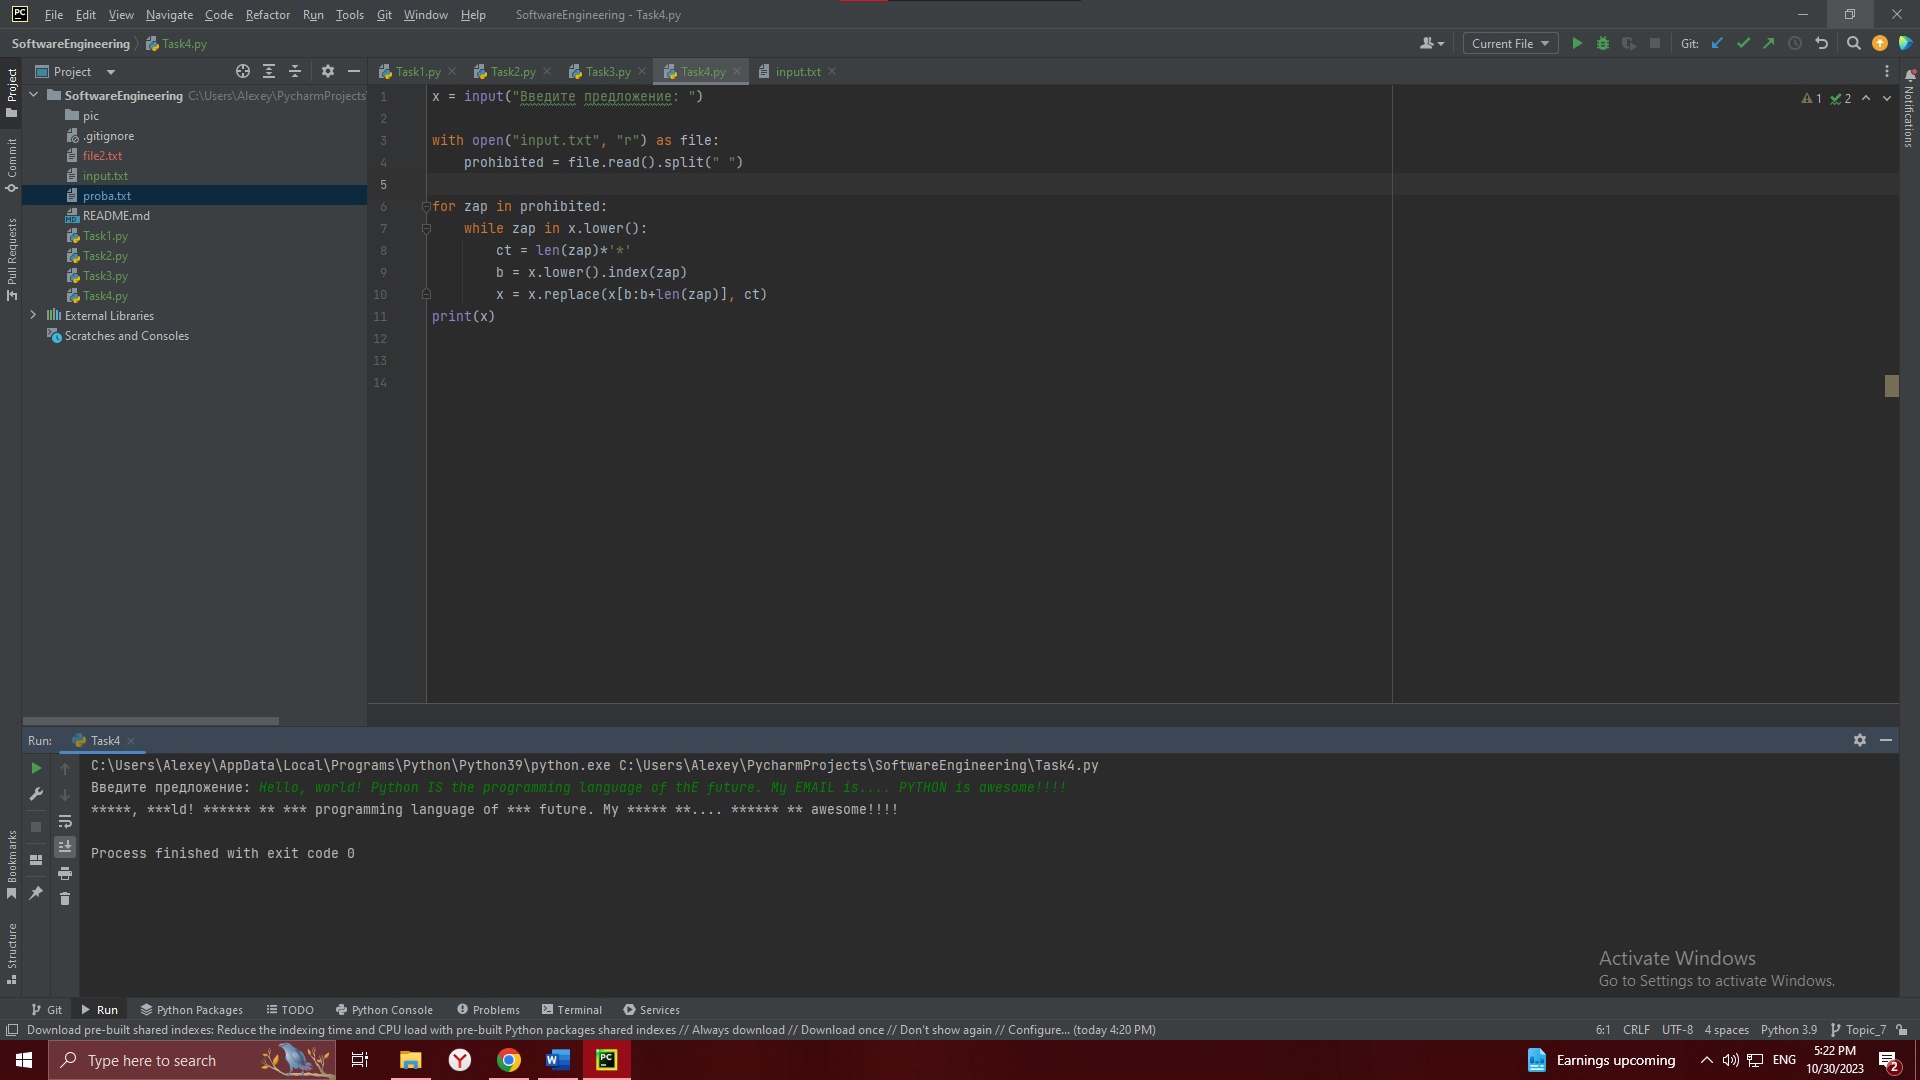 File Edit View Navigate Code Refactor Run Tools Git Window Help SoftwareEngineering - Task4.py
SoftwareEngineering Task4.py Current File Git:
Project Project Task1.py Task2.py Task3.py Task4.py input.txt Notifications
SoftwareEngineering C:\Users\Alexey\PycharmProjects
pic
.gitignore
file2.txt
input.txt
proba.txt
README.md
Task1.py
Task2.py
Task3.py
Task4.py
External Libraries
Scratches and Consoles
Commit
Pull Requests
1 x = input("Введите предложение: ") 1 2
2
3 with open("input.txt", "r") as file:
4 prohibited = file.read().split(" ")
5
6 for zap in prohibited:
7 while zap in x.lower():
8 ct = len(zap)*'*'
9 b = x.lower().index(zap)
10 x = x.replace(x[b:b+len(zap)], ct)
11 print(x)
12
13
14
Run: Task4
C:\Users\Alexey\AppData\Local\Programs\Python\Python39\python.exe C:\Users\Alexey\PycharmProjects\SoftwareEngineering\Task4.py
Введите предложение: Hello, world! Python IS the programming language of thE future. My EMAIL is.... PYTHON is awesome!!!!
*****, ***ld! ****** ** *** programming language of *** future. My ***** **.... ****** ** awesome!!!!
Process finished with exit code 0
Bookmarks
Structure
Activate Windows
Go to Settings to activate Windows.
Git Run Python Packages TODO Python Console Problems Terminal Services
Download pre-built shared indexes: Reduce the indexing time and CPU load with pre-built Python packages shared indexes // Always download // Download once // Don't show again // Configure... (today 4:20 PM) 6:1 CRLF UTF-8 4 spaces Python 3.9 Topic_7
Type here to search Earnings upcoming ENG 5:22 PM
10/30/2023 2